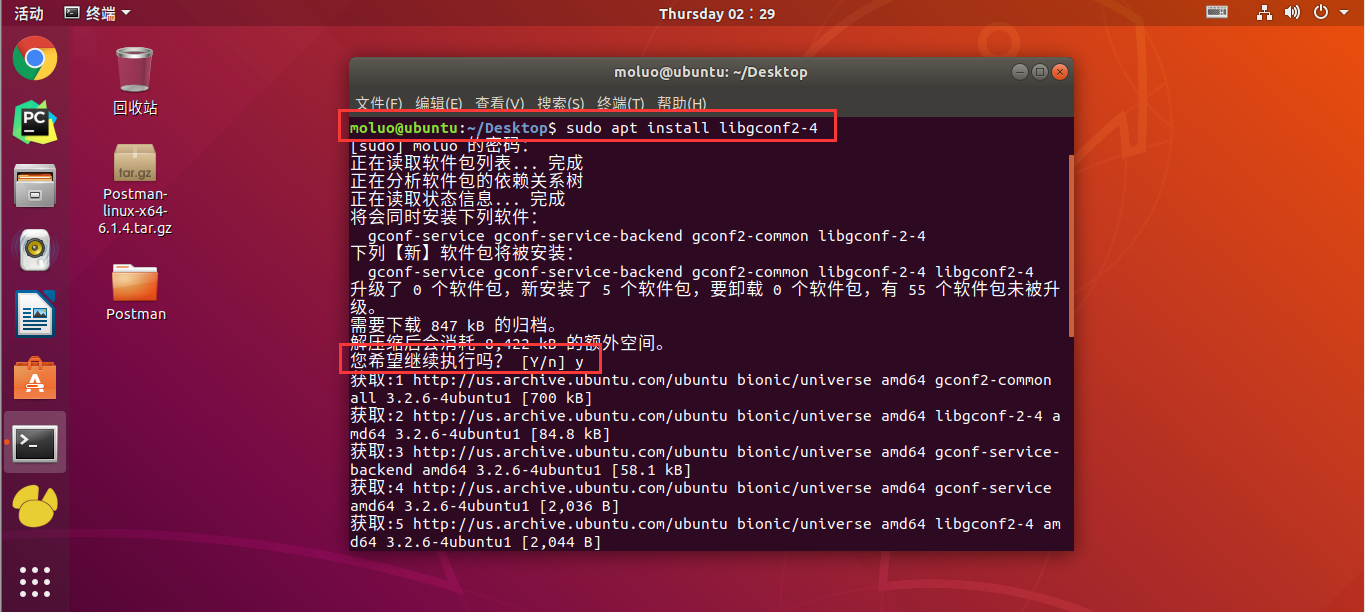 活动
终端
Thursday 02：29
回收站
tar.gz
Postman-
linux-x64-
6.1.4.tar.gz
Postman
PC
moluo@ubuntu: ~/Desktop
文件(F) 编辑(E) 查看(V) 搜索(S) 终端(T) 帮助(H)
moluo@ubuntu:~/Desktop$ sudo apt install libgconf2-4
[sudo] moluo 的密码：
正在读取软件包列表... 完成
正在分析软件包的依赖关系树
正在读取状态信息... 完成
将会同时安装下列软件：
gconf-service gconf-service-backend gconf2-common libgconf-2-4
下列【新】软件包将被安装：
gconf-service gconf-service-backend gconf2-common libgconf-2-4 libgconf2-4
升级了 0 个软件包，新安装了 5 个软件包，要卸载 0 个软件包，有 55 个软件包未被升
级。
需要下载 847 kB 的归档。
解压缩后会消耗 8,422 kB 的额外空间。
您希望继续执行吗？ [Y/n] y
获取:1 http://us.archive.ubuntu.com/ubuntu bionic/universe amd64 gconf2-common
all 3.2.6-4ubuntu1 [700 kB]
获取:2 http://us.archive.ubuntu.com/ubuntu bionic/universe amd64 libgconf-2-4 a
md64 3.2.6-4ubuntu1 [84.8 kB]
获取:3 http://us.archive.ubuntu.com/ubuntu bionic/universe amd64 gconf-service-
backend amd64 3.2.6-4ubuntu1 [58.1 kB]
获取:4 http://us.archive.ubuntu.com/ubuntu bionic/universe amd64 gconf-service
amd64 3.2.6-4ubuntu1 [2,036 B]
获取:5 http://us.archive.ubuntu.com/ubuntu bionic/universe amd64 libgconf2-4 am
d64 3.2.6-4ubuntu1 [2,044 B]